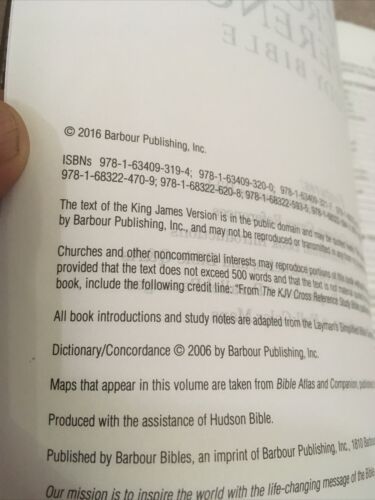 © 2016 Barbour Publishing, Inc.
ISBNs 978-1-63409-319-4; 978-1-63409-320-0;
978-1-68322-470-9; 978-1-68322-620-8;
The text of the King James Version is in the public domain and may be
by Barbour Publishing, Inc., and may not be reproduced or transmitted in any
Churches and other noncommercial interests may reproduce portions of this
provided that the text does not exceed 500 words and that the text is not
book, include the following credit line: "From The KJV Cross Reference Study
All book introductions and study notes are adapted from the Layman's Simplified
Dictionary/Concordance © 2006 by Barbour Publishing, Inc.
Maps that appear in this volume are taken from Bible Atlas and Companion,
Produced with the assistance of Hudson Bible.
Published by Barbour Bibles, an imprint of Barbour Publishing, Inc., 1810
Our mission is to inspire the world with the life-changing message of the Bible